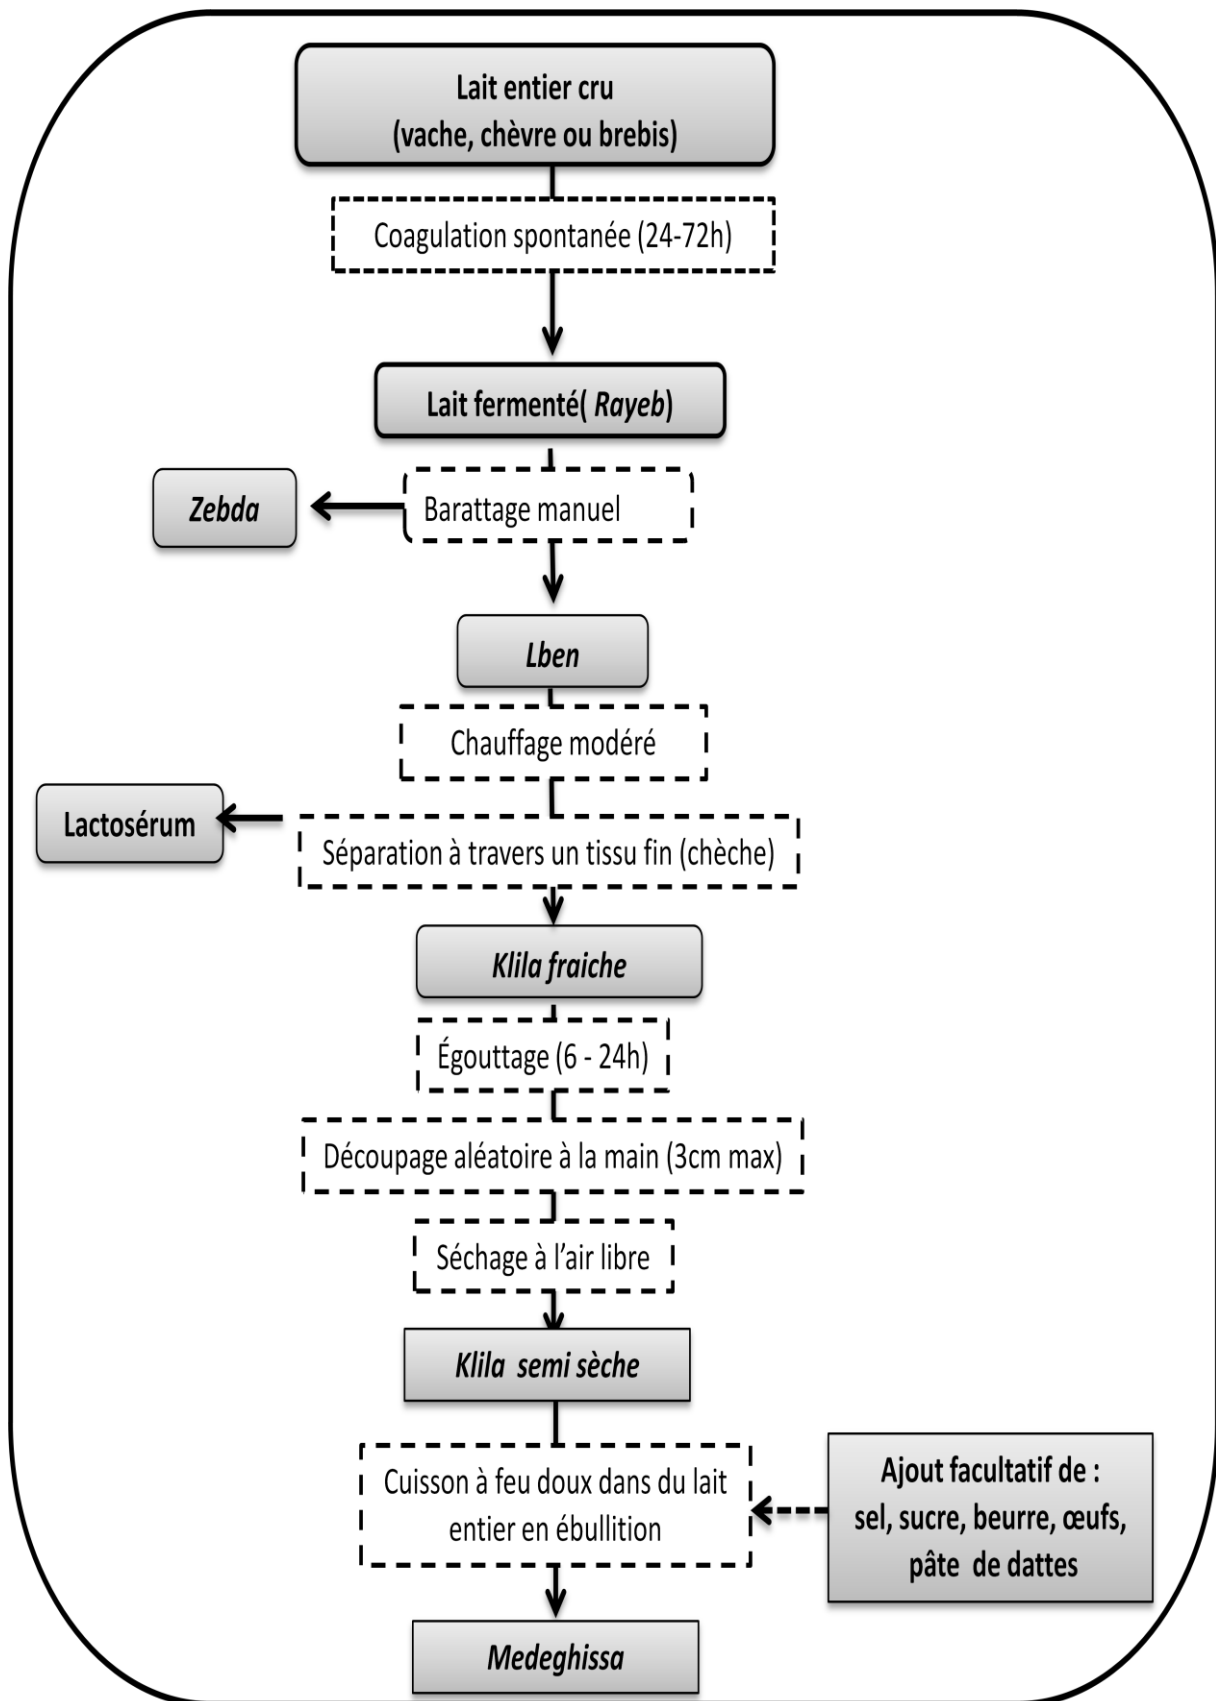 Lait entier cru
(vache, chèvre ou brebis)
Coagulation spontanée (24-72h)
Lait fermenté( Rayeb)
Zebda
Barattage manuel
Lben
Chauffage modéré
Lactosérum
Séparation à travers un tissu fin (chèche)
Klila fraiche
Égouttage (6 - 24h)
Découpage aléatoire à la main (3cm max)
Séchage à l'air libre
Klila semi sèche
Cuisson à feu doux dans du lait
entier en ébullition
Ajout facultatif de :
sel, sucre, beurre, œufs,
pâte de dattes
Medeghissa